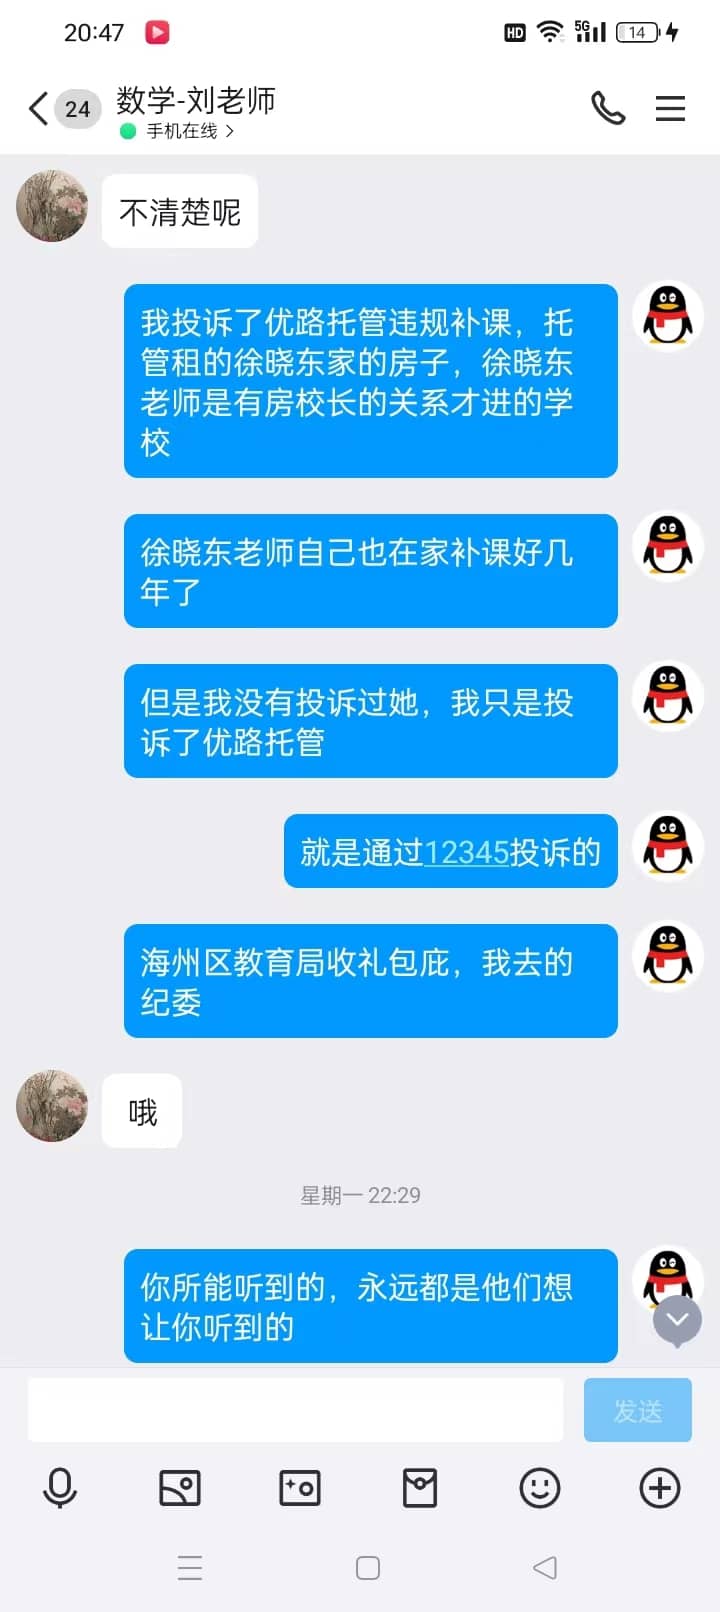 20:47
HD
5G
14
24
数学-刘老师
手机在线
不清楚呢
我投诉了优路托管违规补课，托
管租的徐晓东家的房子，徐晓东
老师是有房校长的关系才进的学
校
徐晓东老师自己也在家补课好几
年了
但是我没有投诉过她，我只是投
诉了优路托管
就是通过12345投诉的
海州区教育局收礼包庇，我去的
纪委
哦
星期一 22:29
你所能听到的，永远都是他们想
让你听到的
发送